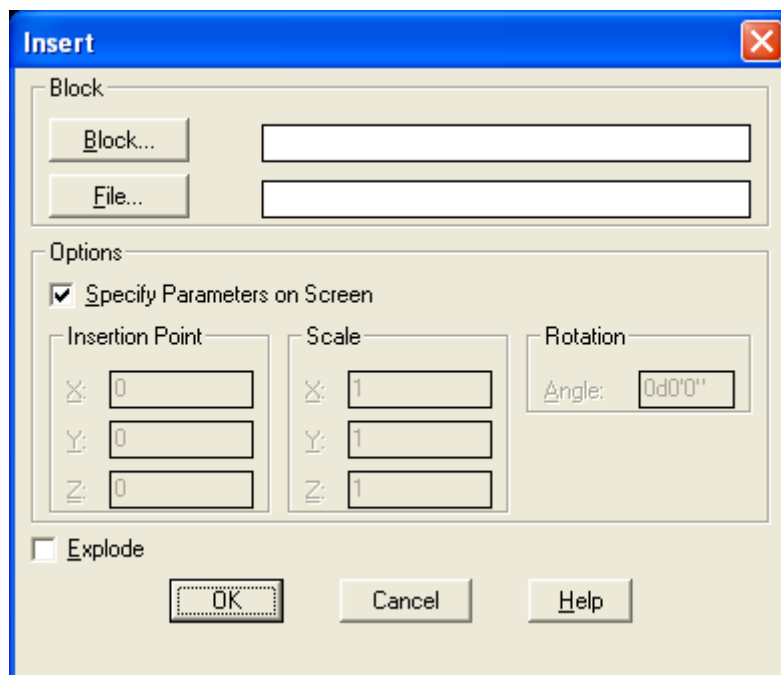 Insert
Block
Block...
File...
Options
Specify Parameters on Screen
Insertion Point
X: 0
Y: 0
Z: 0
Scale
X: 1
Y: 1
Z: 1
Rotation
Angle: 0d0'0"
Explode
OK Cancel Help